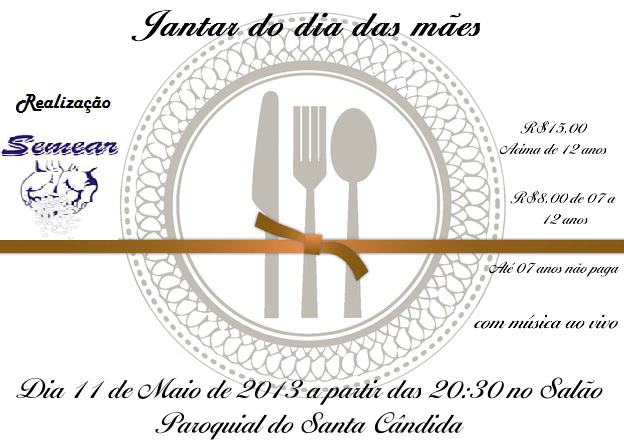 Jantar do dia das mães
Realização
Semear
R$15,00
Acima de 12 anos
R$8,00 de 07 a
12 anos
Até 07 anos não paga
com música ao vivo
Dia 11 de Maio de 2013 a partir das 20:30 no Salão
Paroquial do Santa Cândida